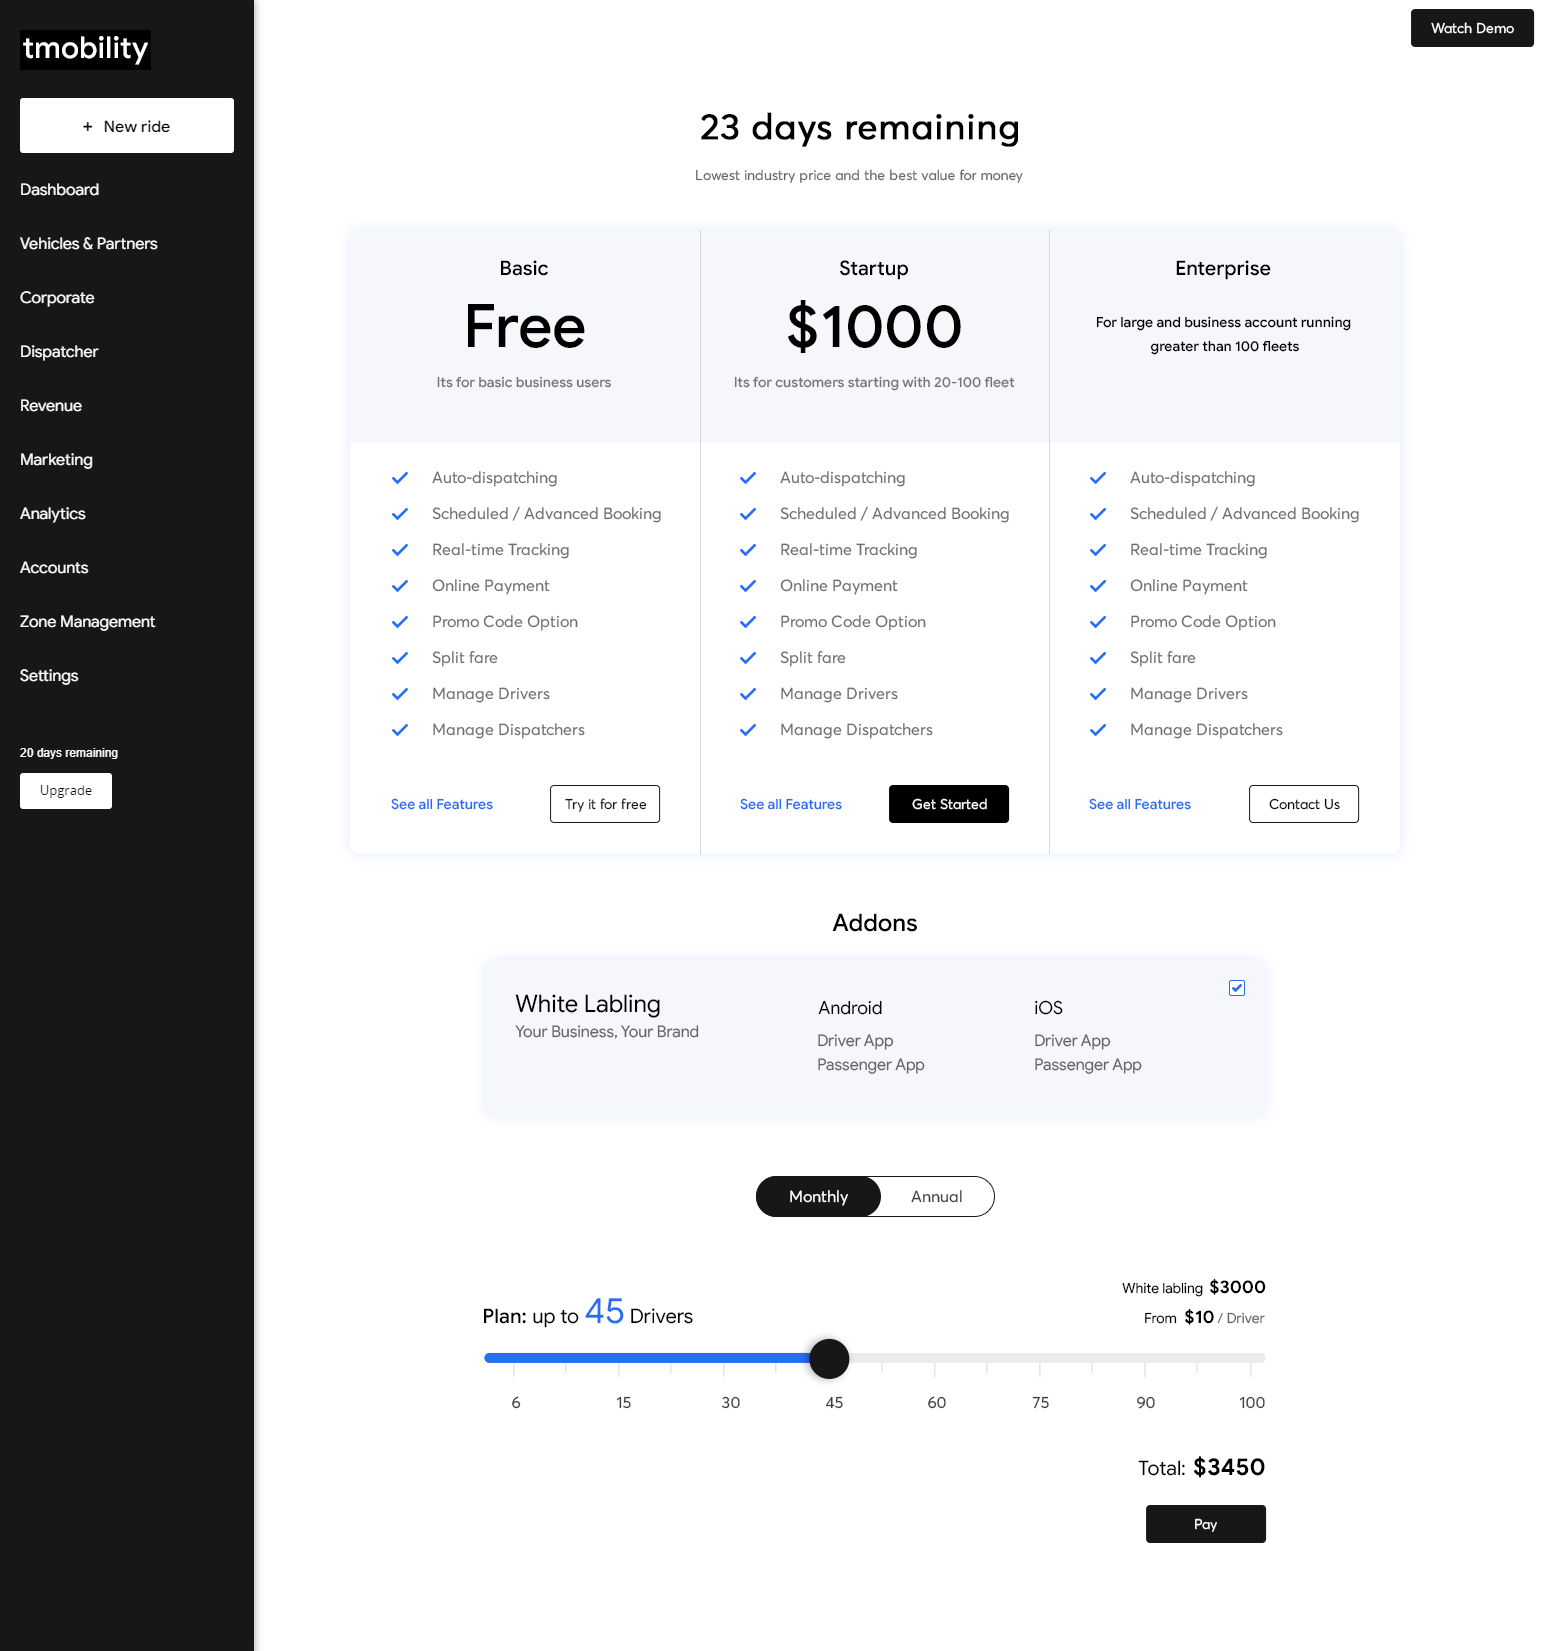 tmobility
+ New ride
Dashboard
Vehicles & Partners
Corporate
Dispatcher
Revenue
Marketing
Analytics
Accounts
Zone Management
Settings
20 days remaining
Upgrade
Watch Demo
23 days remaining
Lowest industry price and the best value for money
Basic
Free
Its for basic business users
Auto-dispatching
Scheduled / Advanced Booking
Real-time Tracking
Online Payment
Promo Code Option
Split fare
Manage Drivers
Manage Dispatchers
See all Features
Try it for free
Startup
$1000
Its for customers starting with 20-100 fleet
Auto-dispatching
Scheduled / Advanced Booking
Real-time Tracking
Online Payment
Promo Code Option
Split fare
Manage Drivers
Manage Dispatchers
See all Features
Get Started
Enterprise
For large and business account running
greater than 100 fleets
Auto-dispatching
Scheduled / Advanced Booking
Real-time Tracking
Online Payment
Promo Code Option
Split fare
Manage Drivers
Manage Dispatchers
See all Features
Contact Us
Addons
White Labling
Your Business, Your Brand
Android
Driver App
Passenger App
iOS
Driver App
Passenger App
Monthly
Annual
Plan: up to 45 Drivers
White labling $3000
From $10 / Driver
6 15 30 45 60 75 90 100
Total: $3450
Pay